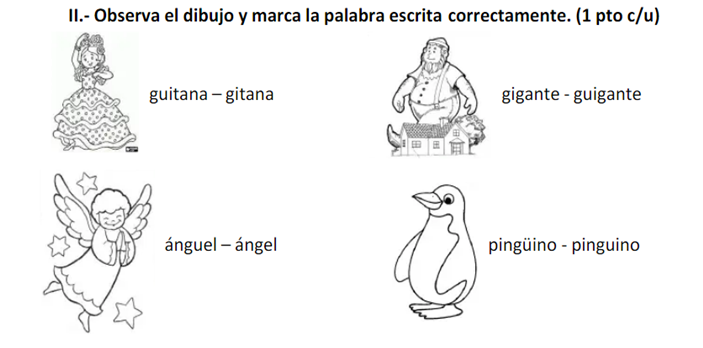 II.- Observa el dibujo y marca la palabra escrita correctamente. (1 pto c/u)
guitana – gitana
gigante - guigante
ánguel – ángel
pingüino - pinguino